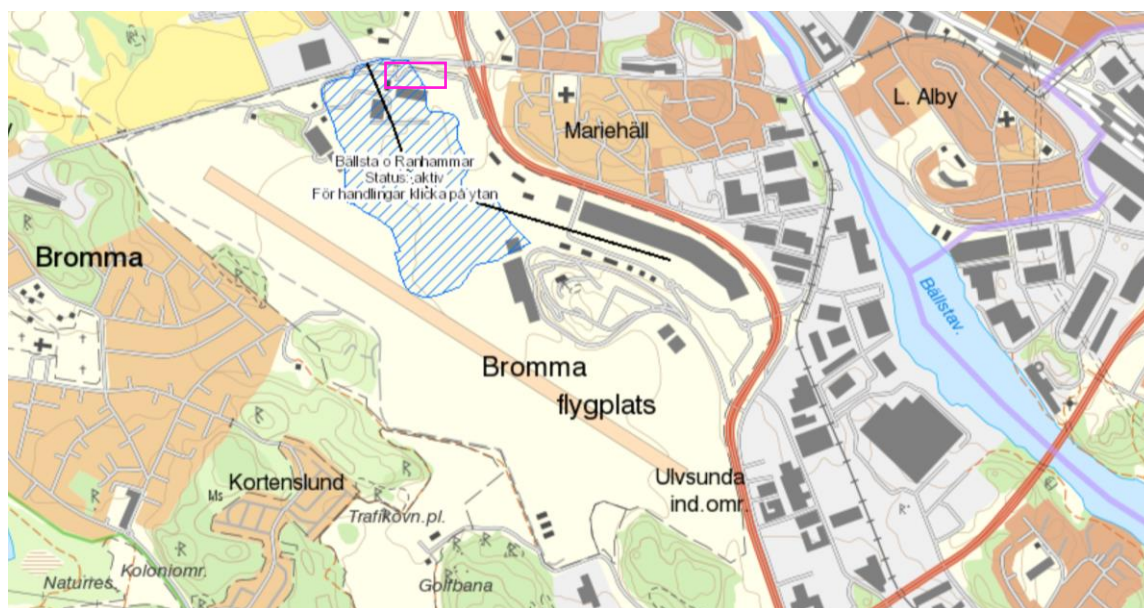 L. Alby
Mariehäll
Bällsta o Ranhammar
Status: aktiv
För handlingar klicka på ytan
Bromma
Bällstav.
Bromma
flygplats
Ulvsunda
ind.omr.
Kortenslund
Ms
Trafikövn.pl.
Koloniomr.
Naturres.
Golfbana